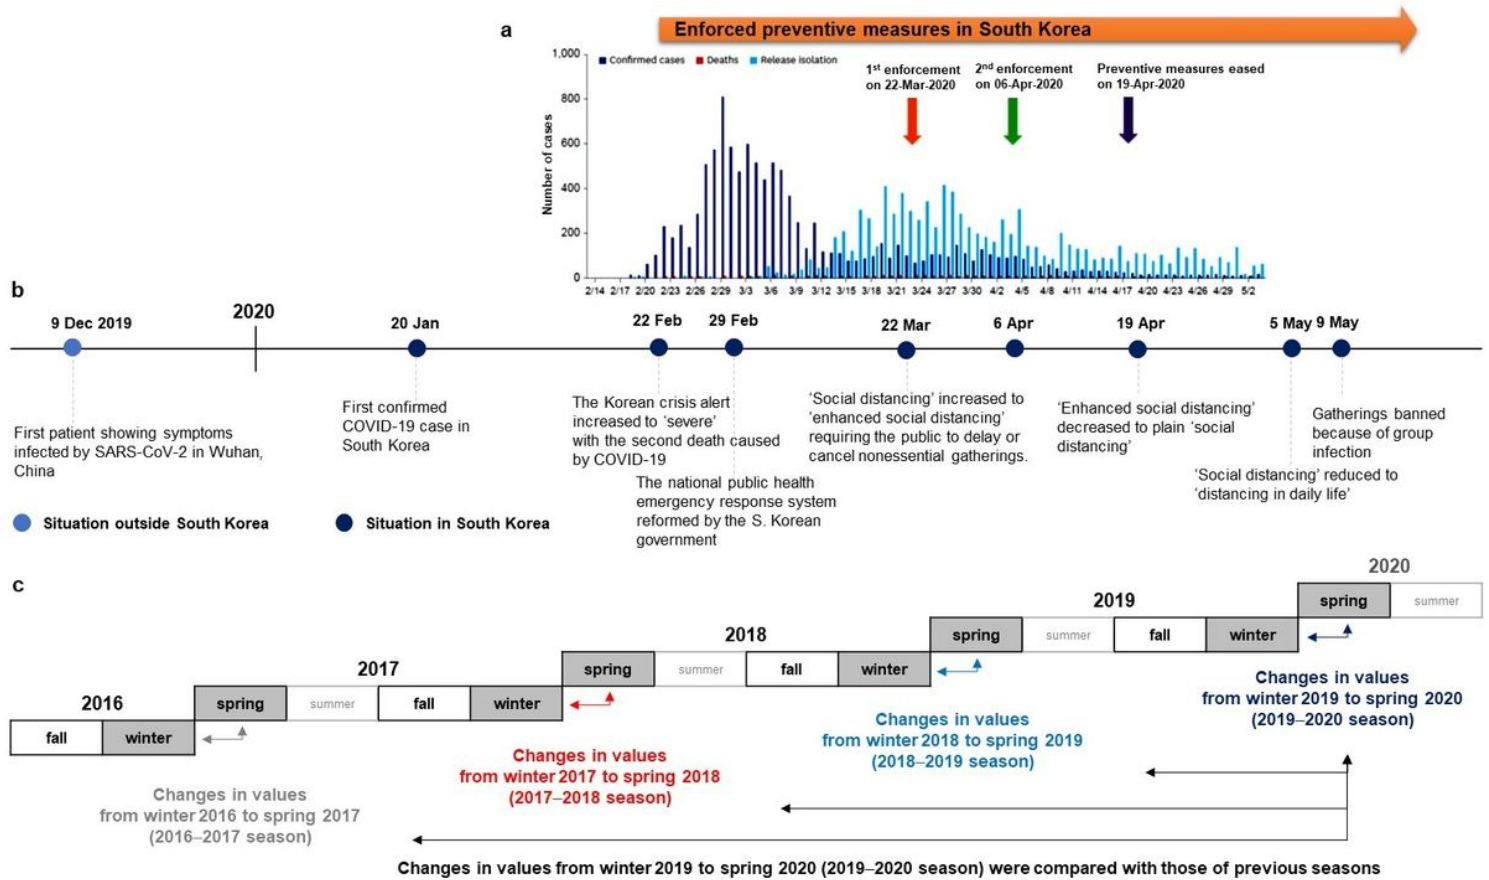 a
Enforced preventive measures in South Korea
Confirmed cases Deaths Release isolation
1st enforcement
on 22-Mar-2020
2nd enforcement
on 06-Apr-2020
Preventive measures eased
on 19-Apr-2020
Number of cases
1,000
800
600
400
200
0
2/14 2/17 2/20 2/23 2/26 2/29 3/3 3/6 3/9 3/12 3/15 3/18 3/21 3/24 3/27 3/30 4/2 4/5 4/8 4/11 4/14 4/17 4/20 4/23 4/26 4/29 5/2
b
9 Dec 2019
2020
20 Jan
22 Feb
29 Feb
22 Mar
6 Apr
19 Apr
5 May
9 May
First patient showing symptoms
infected by SARS-CoV-2 in Wuhan,
China
First confirmed
COVID-19 case in
South Korea
The Korean crisis alert
increased to ‘severe’
with the second death caused
by COVID-19
The national public health
emergency response system
reformed by the S. Korean
government
‘Social distancing’ increased to
‘enhanced social distancing’
requiring the public to delay or
cancel nonessential gatherings.
‘Enhanced social distancing’
decreased to plain ‘social
distancing’
‘Social distancing’ reduced to
‘distancing in daily life’
Gatherings banned
because of group
infection
Situation outside South Korea
Situation in South Korea
c
2016
fall
winter
2017
spring
summer
fall
winter
2018
spring
summer
fall
winter
2019
spring
summer
fall
winter
2020
spring
summer
Changes in values
from winter 2016 to spring 2017
(2016–2017 season)
Changes in values
from winter 2017 to spring 2018
(2017–2018 season)
Changes in values
from winter 2018 to spring 2019
(2018–2019 season)
Changes in values
from winter 2019 to spring 2020
(2019–2020 season)
Changes in values from winter 2019 to spring 2020 (2019–2020 season) were compared with those of previous seasons